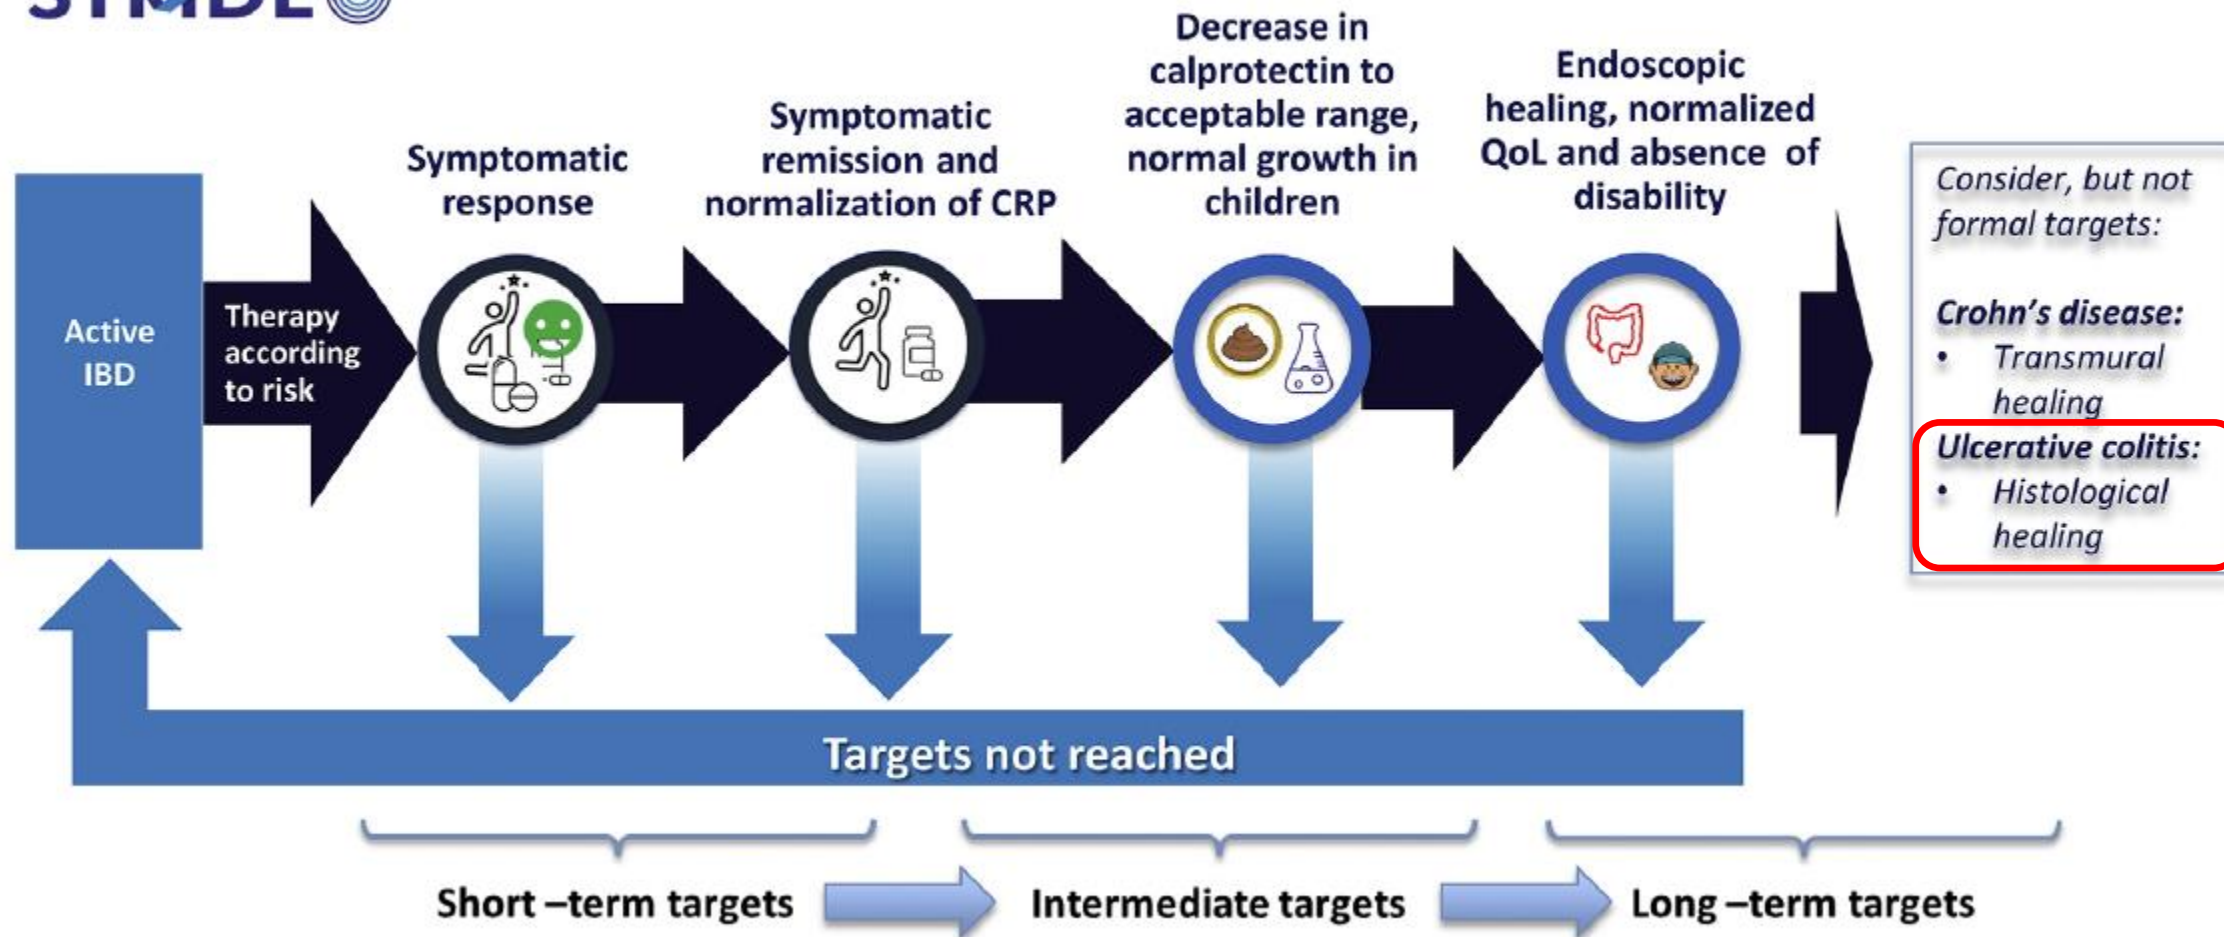 Decrease in
calprotectin to
acceptable range,
normal growth in
children
Endoscopic
healing, normalized
QoL and absence of
disability
Symptomatic
remission and
normalization of CRP
Symptomatic
response
Active
IBD
Therapy
according
to risk
Consider, but not
formal targets:
Crohn’s disease:
• Transmural
healing
Ulcerative colitis:
• Histological
healing
Targets not reached
Short –term targets
Intermediate targets
Long –term targets